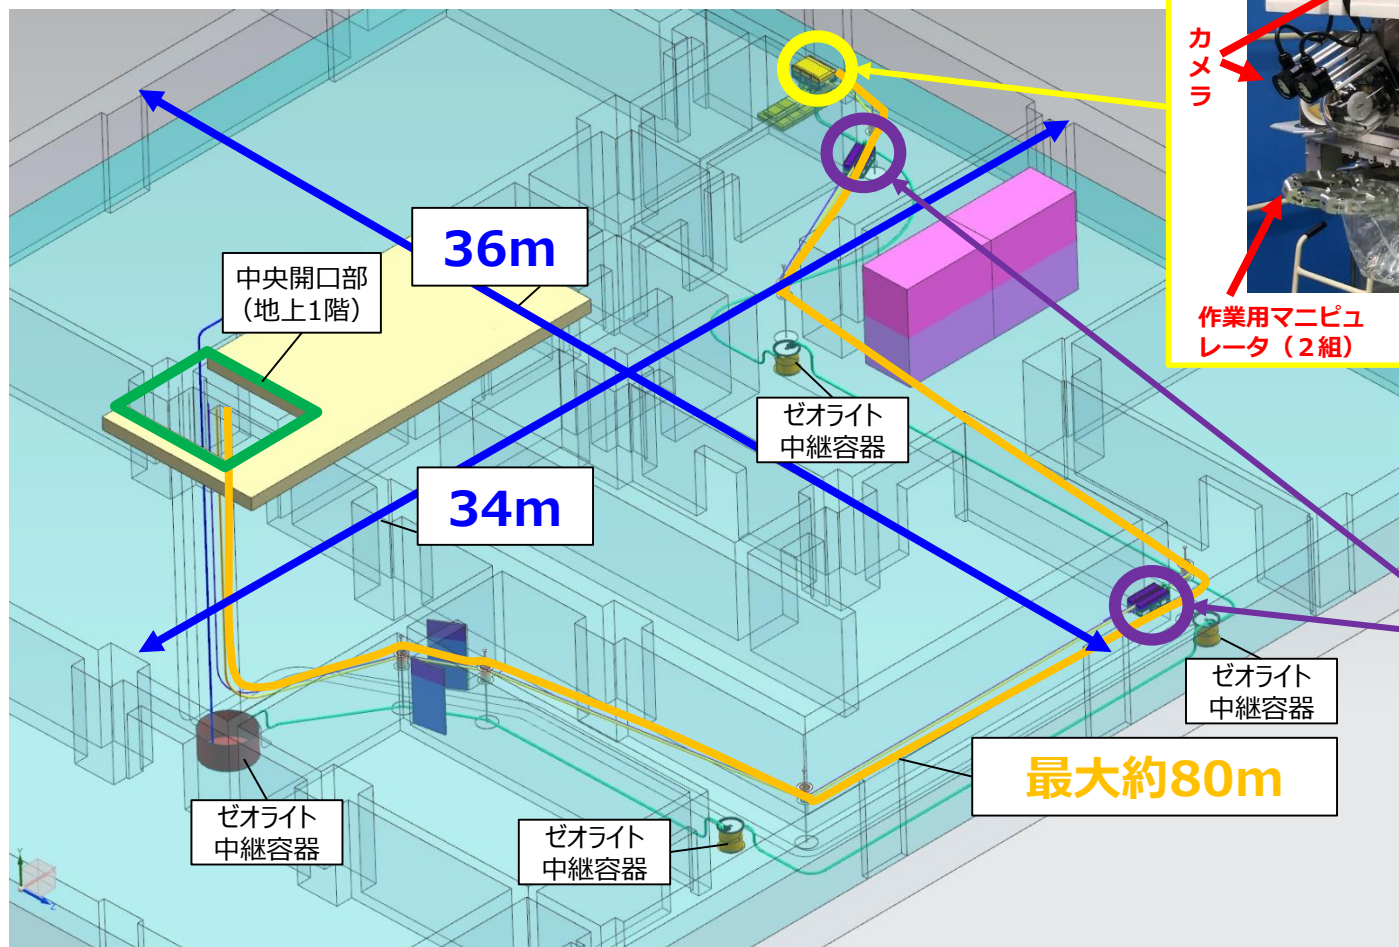 カ
メ
ラ
36m
中央開口部
（地上1階）
作業用マニピュ
レータ（２組）
ゼオライト
中継容器
34m
ゼオライト
中継容器
最大約80m
ゼオライト
中継容器
ゼオライト
中継容器